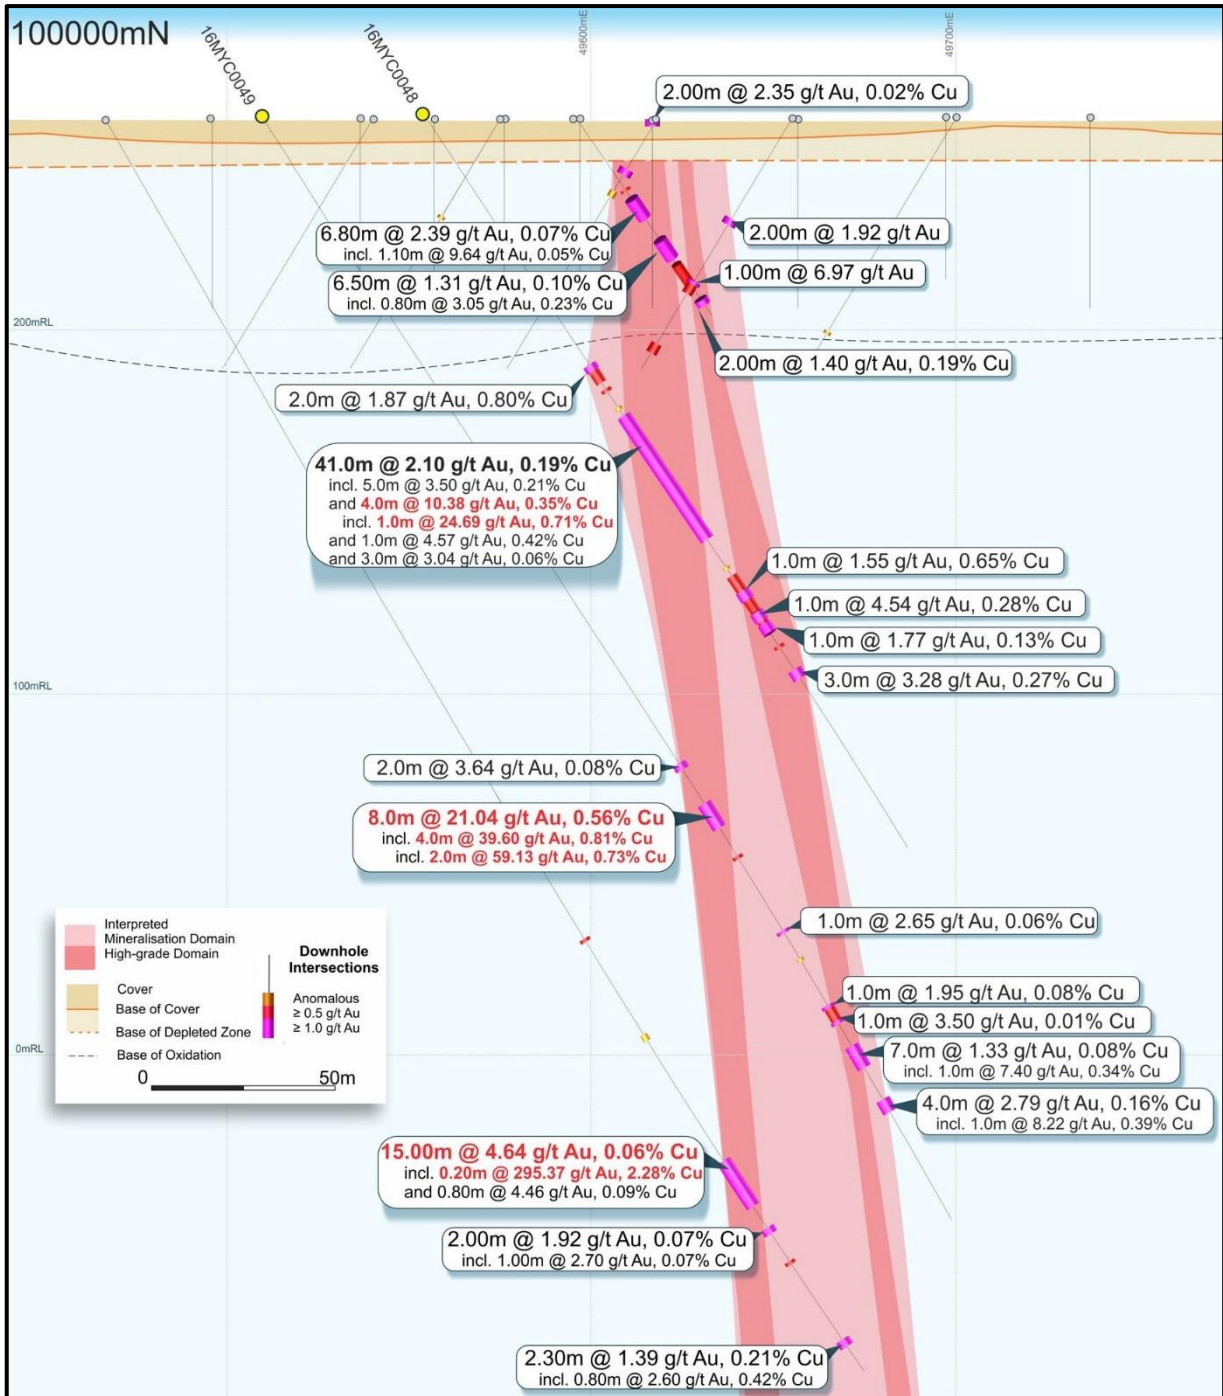 100000mN
16MYC0049
16MYC0048
49600mE
49700mE
2.00m @ 2.35 g/t Au, 0.02% Cu
6.80m @ 2.39 g/t Au, 0.07% Cu
incl. 1.10m @ 9.64 g/t Au, 0.05% Cu
2.00m @ 1.92 g/t Au
6.50m @ 1.31 g/t Au, 0.10% Cu
incl. 0.80m @ 3.05 g/t Au, 0.23% Cu
1.00m @ 6.97 g/t Au
200mRL
2.00m @ 1.40 g/t Au, 0.19% Cu
2.0m @ 1.87 g/t Au, 0.80% Cu
41.0m @ 2.10 g/t Au, 0.19% Cu
incl. 5.0m @ 3.50 g/t Au, 0.21% Cu
and 4.0m @ 10.38 g/t Au, 0.35% Cu
incl. 1.0m @ 24.69 g/t Au, 0.71% Cu
and 1.0m @ 4.57 g/t Au, 0.42% Cu
and 3.0m @ 3.04 g/t Au, 0.06% Cu
1.0m @ 1.55 g/t Au, 0.65% Cu
1.0m @ 4.54 g/t Au, 0.28% Cu
1.0m @ 1.77 g/t Au, 0.13% Cu
3.0m @ 3.28 g/t Au, 0.27% Cu
100mRL
2.0m @ 3.64 g/t Au, 0.08% Cu
8.0m @ 21.04 g/t Au, 0.56% Cu
incl. 4.0m @ 39.60 g/t Au, 0.81% Cu
incl. 2.0m @ 59.13 g/t Au, 0.73% Cu
1.0m @ 2.65 g/t Au, 0.06% Cu
1.0m @ 1.95 g/t Au, 0.08% Cu
1.0m @ 3.50 g/t Au, 0.01% Cu
7.0m @ 1.33 g/t Au, 0.08% Cu
incl. 1.0m @ 7.40 g/t Au, 0.34% Cu
4.0m @ 2.79 g/t Au, 0.16% Cu
incl. 1.0m @ 8.22 g/t Au, 0.39% Cu
0mRL
Interpreted
Mineralisation Domain
High-grade Domain
Cover
Base of Cover
Base of Depleted Zone
Base of Oxidation
Downhole
Intersections
Anomalous
≥ 0.5 g/t Au
≥ 1.0 g/t Au
0 50m
15.00m @ 4.64 g/t Au, 0.06% Cu
incl. 0.20m @ 295.37 g/t Au, 2.28% Cu
and 0.80m @ 4.46 g/t Au, 0.09% Cu
2.00m @ 1.92 g/t Au, 0.07% Cu
incl. 1.00m @ 2.70 g/t Au, 0.07% Cu
2.30m @ 1.39 g/t Au, 0.21% Cu
incl. 0.80m @ 2.60 g/t Au, 0.42% Cu